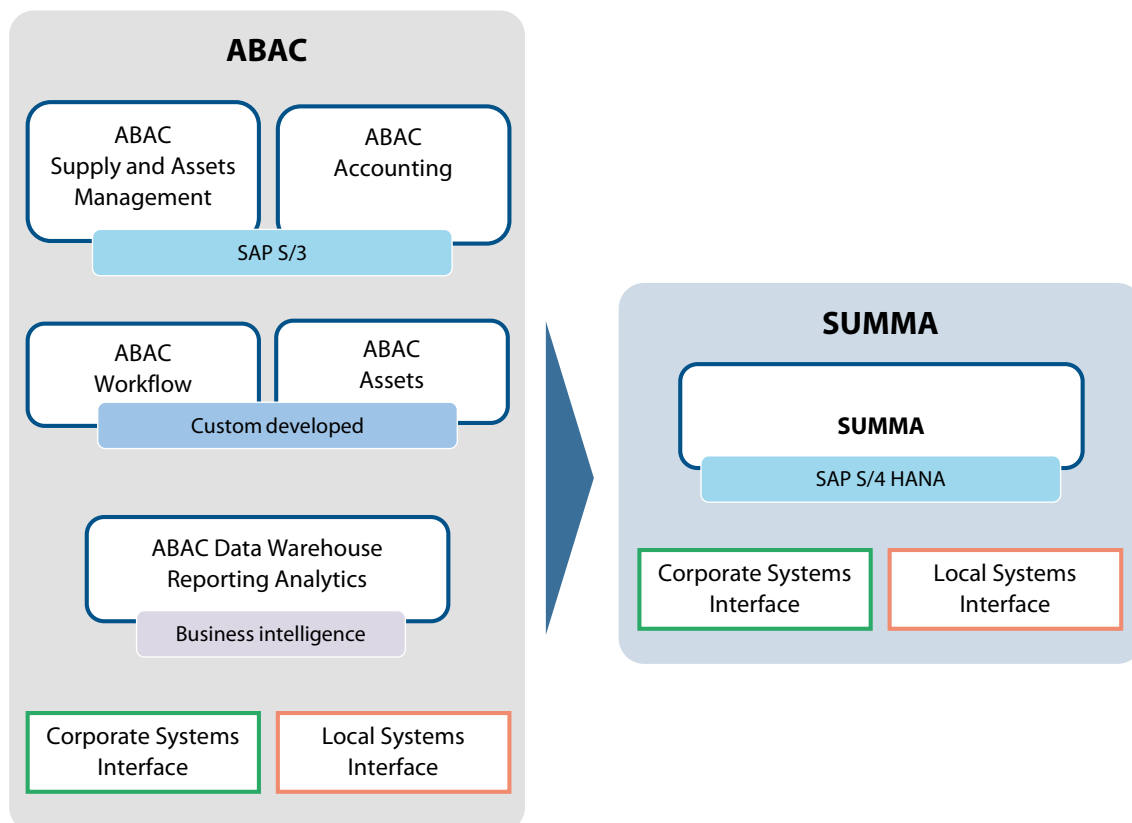 ABAC
ABAC
Supply and Assets
Management
ABAC
Accounting
SAP S/3
ABAC
Workflow
ABAC
Assets
Custom developed
ABAC Data Warehouse
Reporting Analytics
Business intelligence
Corporate Systems
Interface
Local Systems
Interface
SUMMA
SUMMA
SAP S/4 HANA
Corporate Systems
Interface
Local Systems
Interface